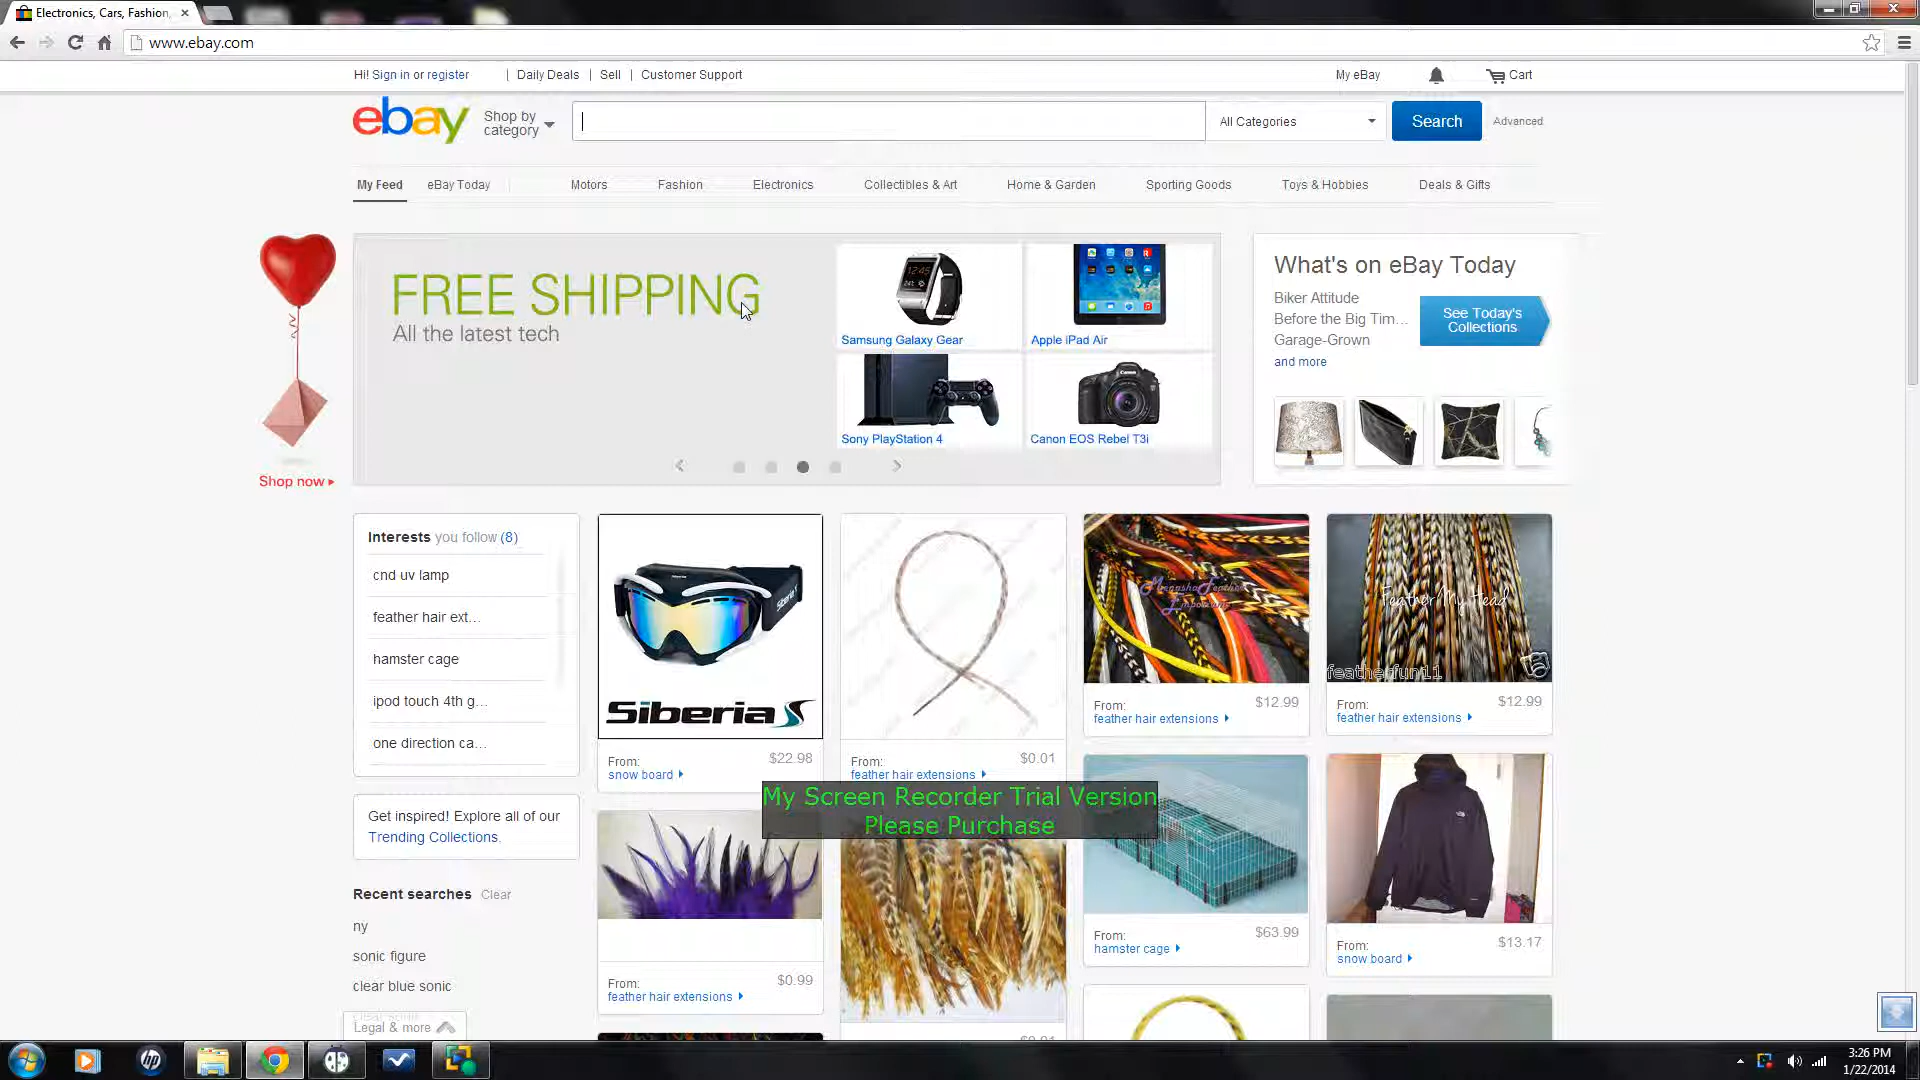 Electronics, Cars, Fashion,
www.ebay.com
Hi! Sign in or register | Daily Deals | Sell | Customer Support
My eBay
Cart
ebay
Shop by
category
All Categories
Search
Advanced
My Feed
eBay Today
Motors
Fashion
Electronics
Collectibles & Art
Home & Garden
Sporting Goods
Toys & Hobbies
Deals & Gifts
Shop now
FREE SHIPPING
All the latest tech
Samsung Galaxy Gear
Apple iPad Air
Sony PlayStation 4
Canon EOS Rebel T3i
What's on eBay Today
Biker Attitude
Before the Big Tim...
Garage-Grown
and more
See Today's
Collections
Interests you follow (8)
cnd uv lamp
feather hair ext...
hamster cage
ipod touch 4th g...
one direction ca...
Get inspired! Explore all of our
Trending Collections.
Recent searches Clear
ny
sonic figure
clear blue sonic
Legal & more
Siberia
From:
snow board
$22.98
From:
feather hair extensions
$0.01
From:
feather hair extensions
$12.99
Feather My Head
featherfun11
From:
feather hair extensions
$12.99
My Screen Recorder Trial Version
Please Purchase
From:
feather hair extensions
$0.99
From:
hamster cage
$63.99
From:
snow board
$13.17
hp
3:26 PM
1/22/2014